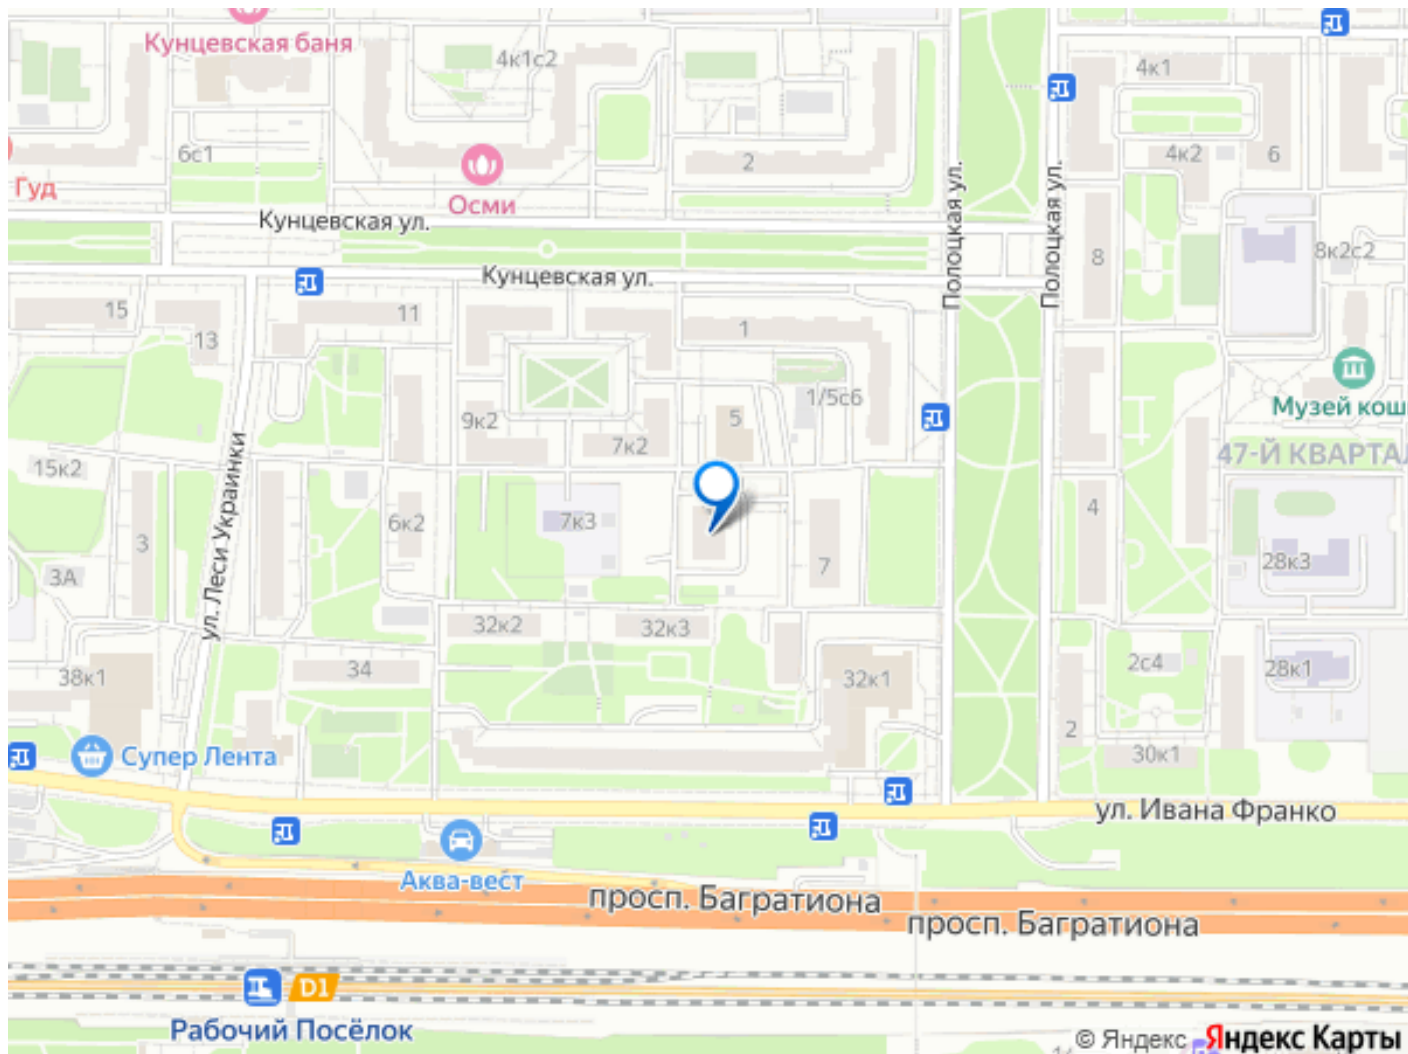 Кунцевская баня
4к1с2
4к1
6с1
2
4к2
6
Гуд
Осми
Кунцевская ул.
Полоцкая ул.
Полоцкая ул.
8
8к2с2
Кунцевская ул.
15
13
11
1
1/5с6
Музей кош
9к2
7к2
5
47-Й КВАРТАЛ
15к2
ул. Леси Украинки
6к2
7к3
4
3
7
28к3
3А
32к2
32к3
38к1
34
32к1
2с4
28к1
2
30к1
Супер Лента
ул. Ивана Франко
Аква-вест
просп. Багратиона
просп. Багратиона
D1
Рабочий Посёлок
© Яндекс Яндекс Карты